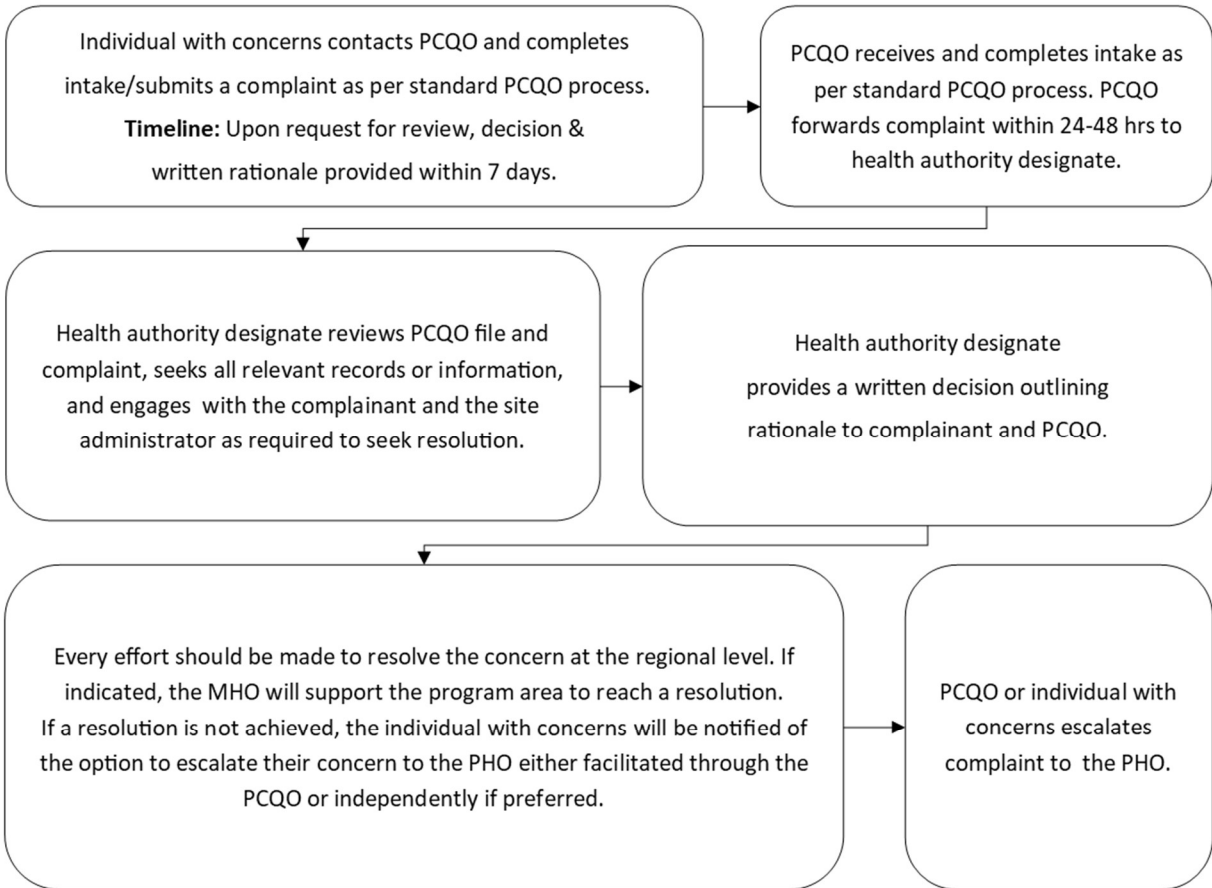 Individual with concerns contacts PCQO and completes
intake/submits a complaint as per standard PCQO process.
Timeline: Upon request for review, decision &
written rationale provided within 7 days.
PCQO receives and completes intake as
per standard PCQO process. PCQO
forwards complaint within 24-48 hrs to
health authority designate.
Health authority designate reviews PCQO file and
complaint, seeks all relevant records or information,
and engages with the complainant and the site
administrator as required to seek resolution.
Health authority designate
provides a written decision outlining
rationale to complainant and PCQO.
Every effort should be made to resolve the concern at the regional level. If
indicated, the MHO will support the program area to reach a resolution.
If a resolution is not achieved, the individual with concerns will be notified of
the option to escalate their concern to the PHO either facilitated through the
PCQO or independently if preferred.
PCQO or individual with
concerns escalates
complaint to the PHO.